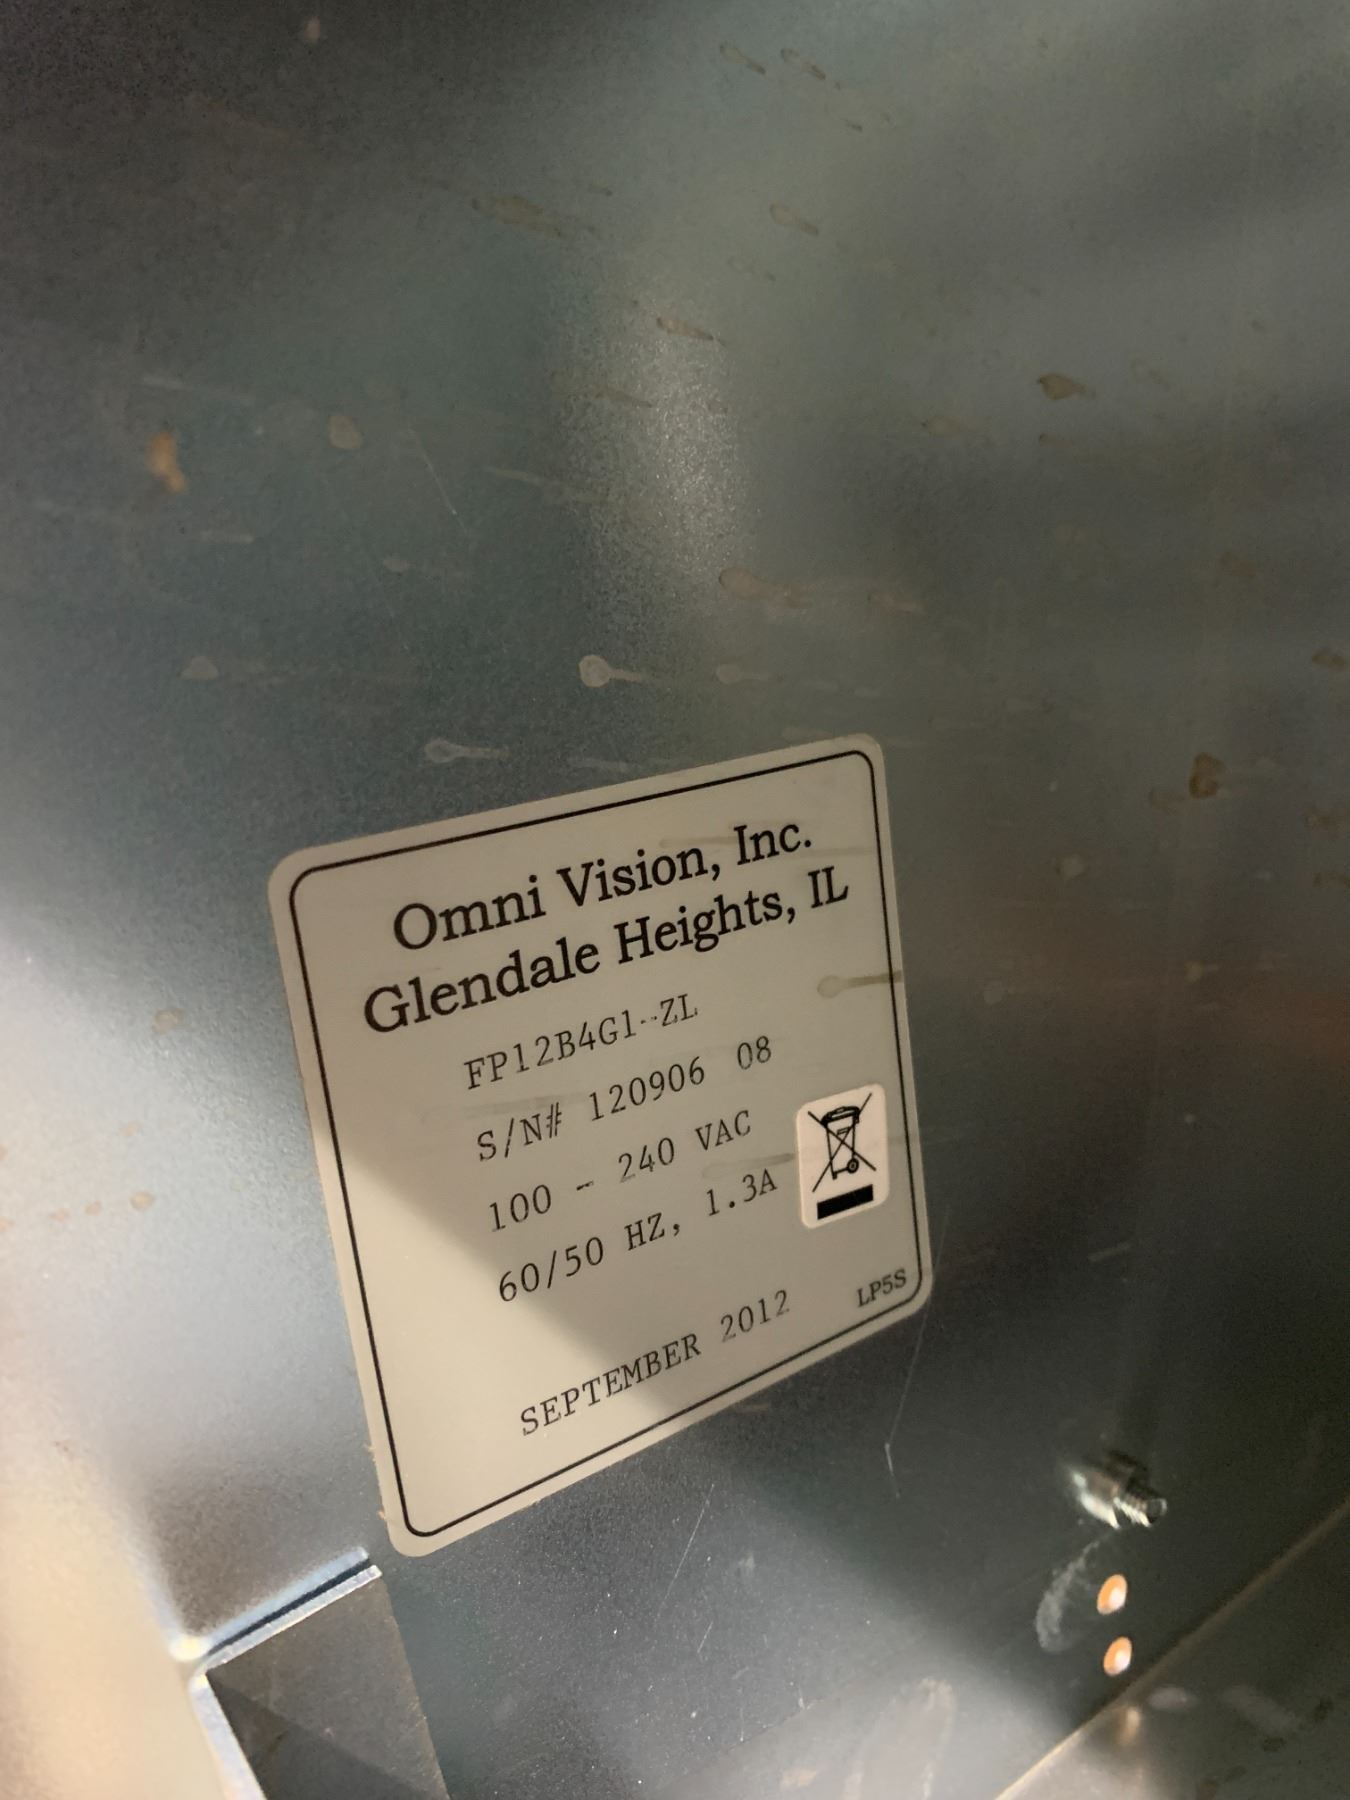 Omni Vision, Inc.
Glendale Heights, IL
FP12B4G1--ZL
S/N# 120906 08
100 - 240 VAC
60/50 HZ, 1.3A
SEPTEMBER 2012
LP5S